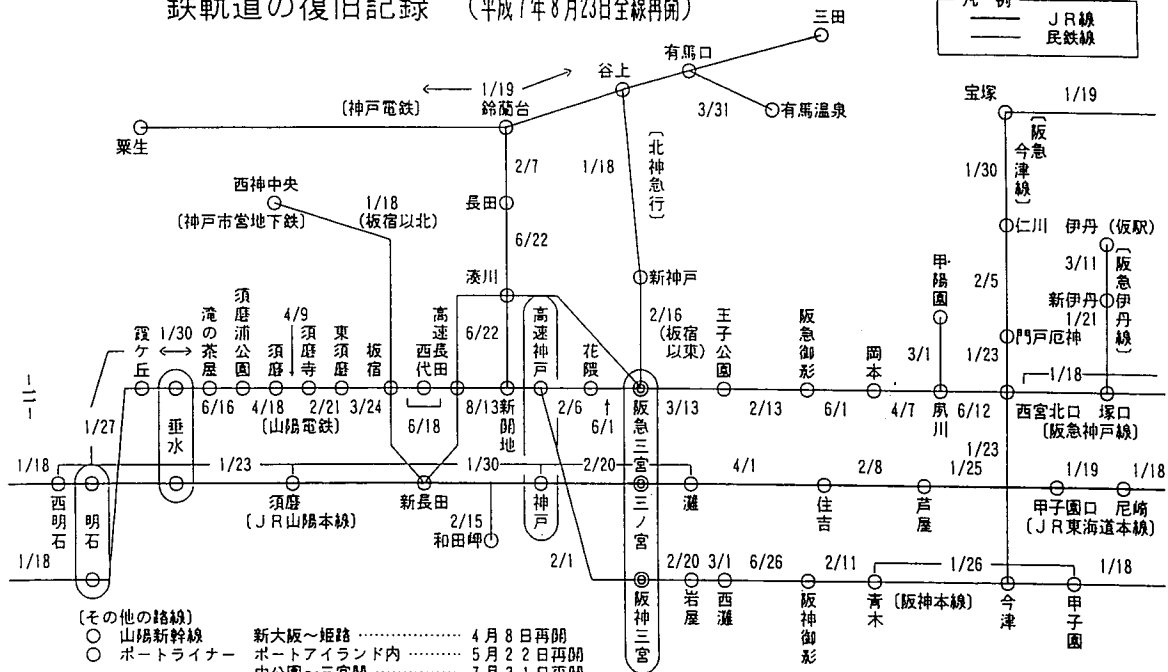 鉄軌道の復旧記録 (平成7年8月23日全線再開)
凡 例
JR線
民鉄線
三田
有馬口
谷上
1/19
〔神戸電鉄〕
鈴蘭台
3/31
有馬温泉
粟生
宝塚
1/19
〔阪急今津線〕
1/30
2/7
1/18
〔北神急行〕
西神中央
1/18
(板宿以北)
〔神戸市営地下鉄〕
長田
6/22
仁川
伊丹(仮駅)
3/11
〔阪急伊丹線〕
新伊丹
1/21
甲陽園
2/5
湊川
新神戸
2/16
(板宿以東)
門戸厄神
1/23
3/1
霞ケ丘
1/30
滝の茶屋
須磨浦公園
須磨
4/9
須磨寺
東須磨
板宿
西代
高速長田
6/22
高速神戸
花隈
王子公園
阪急御影
岡本
1/18
垂水
6/16
4/18
2/21
3/24
〔山陽電鉄〕
6/18
8/13
新開地
2/6
6/1
阪急三宮
3/13
2/13
6/1
4/7
夙川
6/12
西宮北口
塚口
〔阪急神戸線〕
1/23
1/27
1/18
1/23
1/30
2/20
4/1
2/8
1/25
1/19
1/18
西明石
明石
須磨
〔JR山陽本線〕
新長田
2/15
和田岬
神戸
三ノ宮
灘
住吉
芦屋
甲子園口
尼崎
〔JR東海道本線〕
1/18
2/1
2/20
3/1
6/26
2/11
1/26
1/18
阪神三宮
岩屋
西灘
阪神御影
青木
〔阪神本線〕
今津
甲子園
〔その他の路線〕
○ 山陽新幹線 新大阪~姫路 ・・・・・・・・・・ 4月8日再開
○ ポートライナー ポートアイランド内 ・・・・・・ 5月22日再開
中公園~三宮間 ・・・・・・・・ 7月31日再開